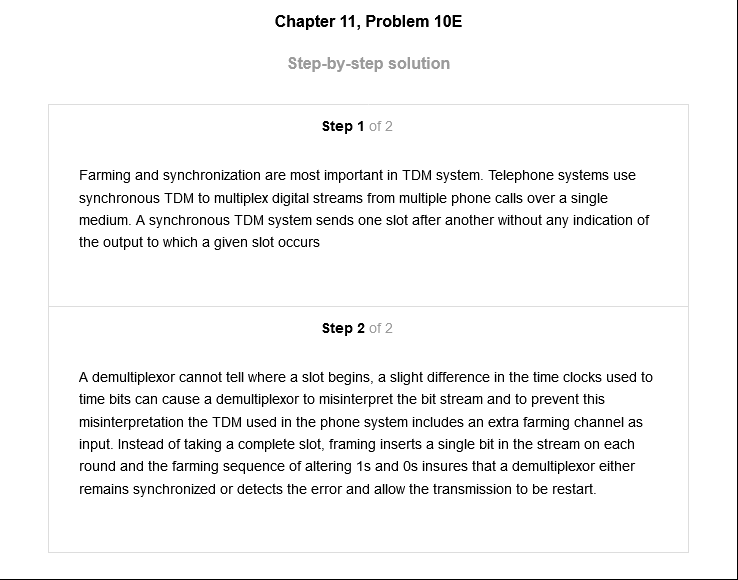 Chapter 11, Problem 10E
Step-by-step solution
Step 1 of 2
Farming and synchronization are most important in TDM system. Telephone systems use
synchronous TDM to multiplex digital streams from multiple phone calls over a single
medium. A synchronous TDM system sends one slot after another without any indication of
the output to which a given slot occurs
Step 2 of 2
A demultiplexor cannot tell where a slot begins, a slight difference in the time clocks used to
time bits can cause a demultiplexor to misinterpret the bit stream and to prevent this
misinterpretation the TDM used in the phone system includes an extra farming channel as
input. Instead of taking a complete slot, framing inserts a single bit in the stream on each
round and the farming sequence of altering 1s and 0s insures that a demultiplexor either
remains synchronized or detects the error and allow the transmission to be restart.